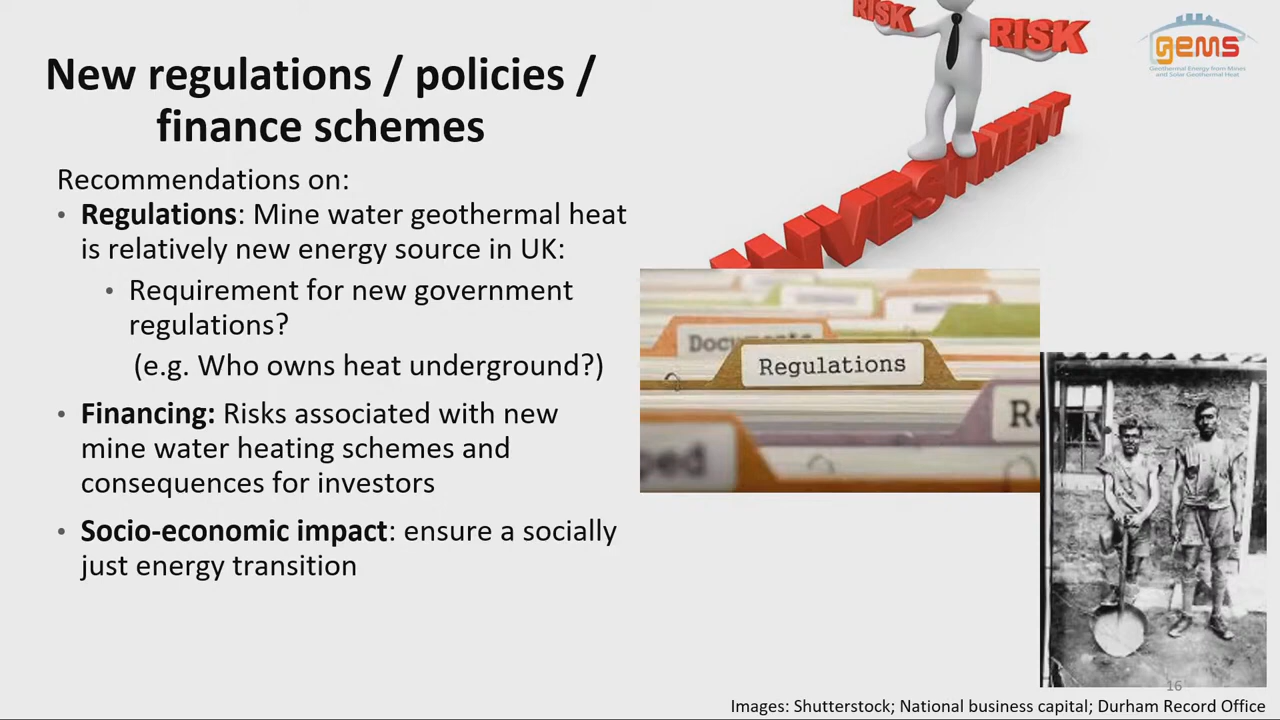 New regulations / policies /
finance schemes
Recommendations on:
• Regulations: Mine water geothermal heat
is relatively new energy source in UK:
• Requirement for new government
regulations?
(e.g. Who owns heat underground?)
• Financing: Risks associated with new
mine water heating schemes and
consequences for investors
• Socio-economic impact: ensure a socially
just energy transition
RISK
RISK
INVESTMENT
gems
Geothermal Energy from Mines
and Solar Geothermal Heat
Regulations
16
Images: Shutterstock; National business capital; Durham Record Office